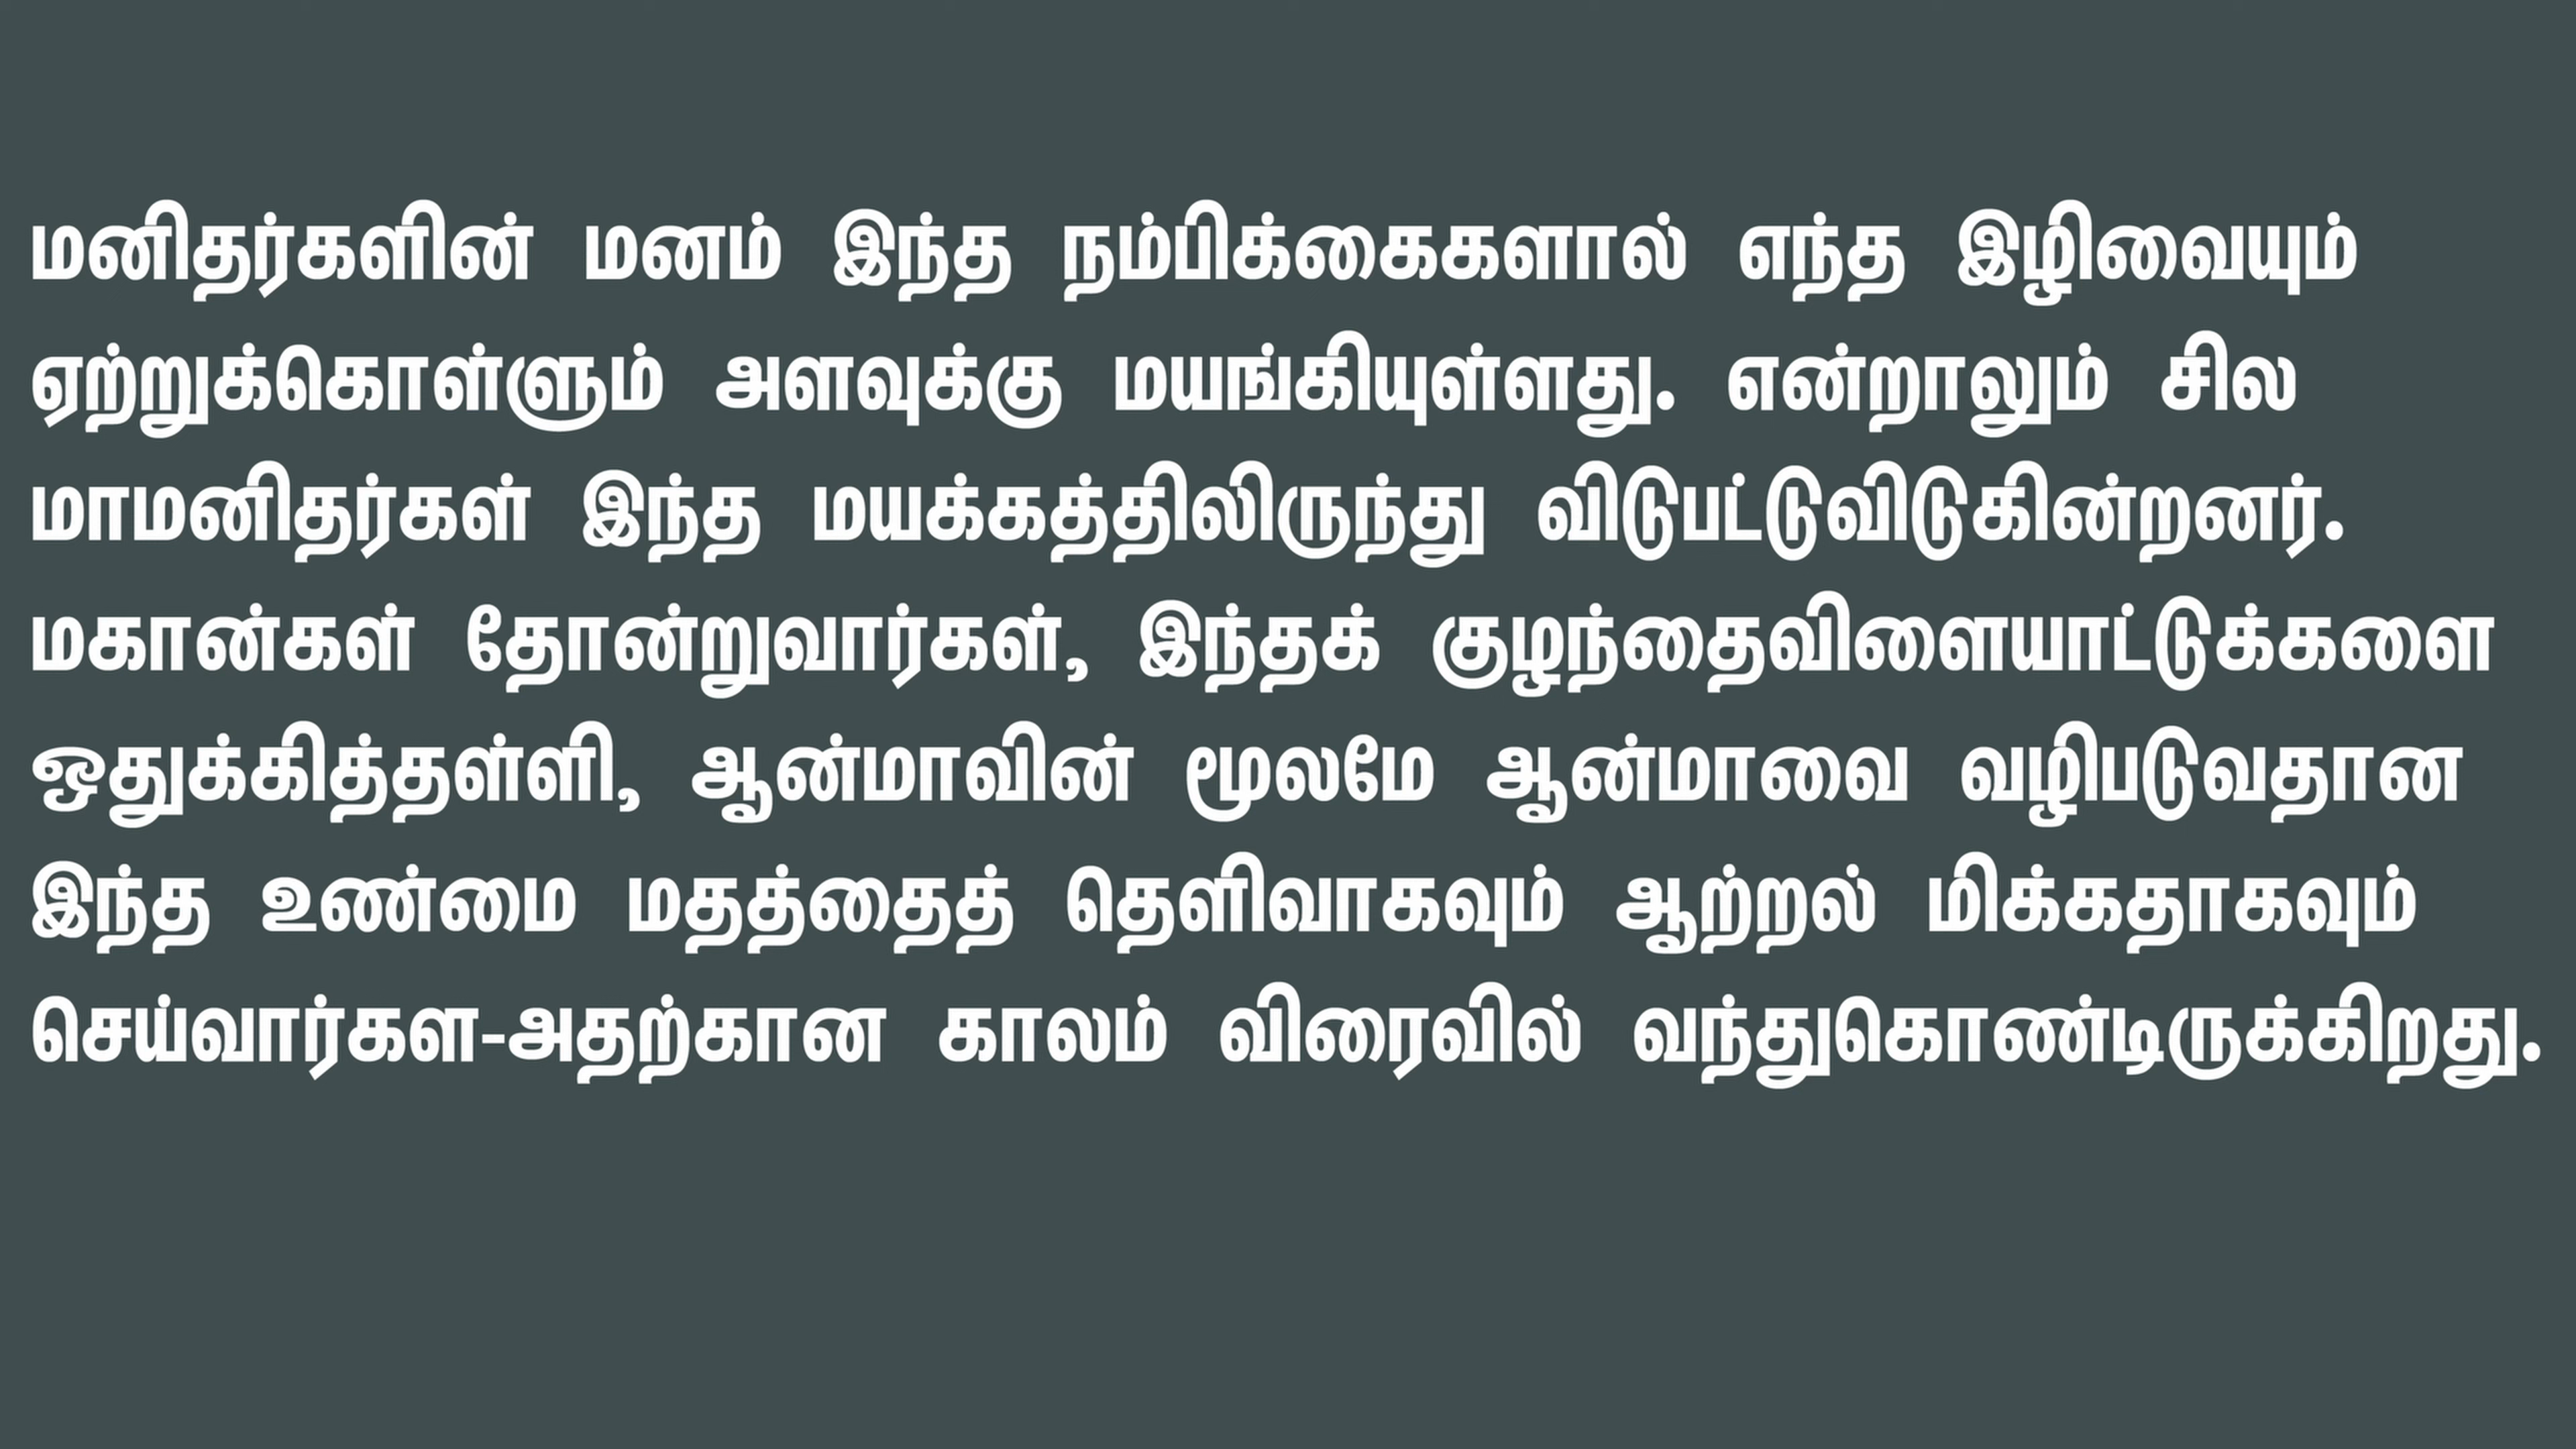 மனிதர்களின் மனம் இந்த நம்பிக்கைகளால் எந்த இழிவையும்
ஏற்றுக்கொள்ளும் அளவுக்கு மயங்கியுள்ளது. என்றாலும் சில
மாமனிதர்கள் இந்த மயக்கத்திலிருந்து விடுபட்டுவிடுகின்றனர்.
மகான்கள் தோன்றுவார்கள், இந்தக் குழந்தைவிளையாட்டுக்களை
ஒதுக்கித்தள்ளி, ஆன்மாவின் மூலமே ஆன்மாவை வழிபடுவதான
இந்த உண்மை மதத்தைத் தெளிவாகவும் ஆற்றல் மிக்கதாகவும்
செய்வார்கள-அதற்கான காலம் விரைவில் வந்துகொண்டிருக்கிறது.